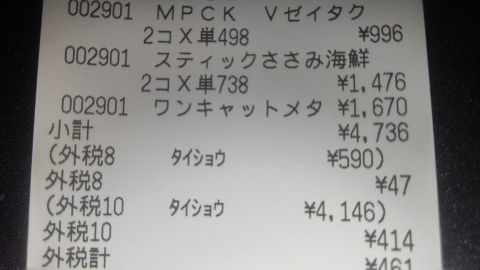 002901 MPCK Vゼイタク
2コX単498 ¥996
002901 スティックささみ海鮮
2コX単738 ¥1,476
002901 ワンキャットメタ ¥1,670
小計 ¥4,736
(外税8 タイショウ ¥590)
外税8 ¥47
(外税10 タイショウ ¥4,146)
外税10 ¥414
外税計 ¥461